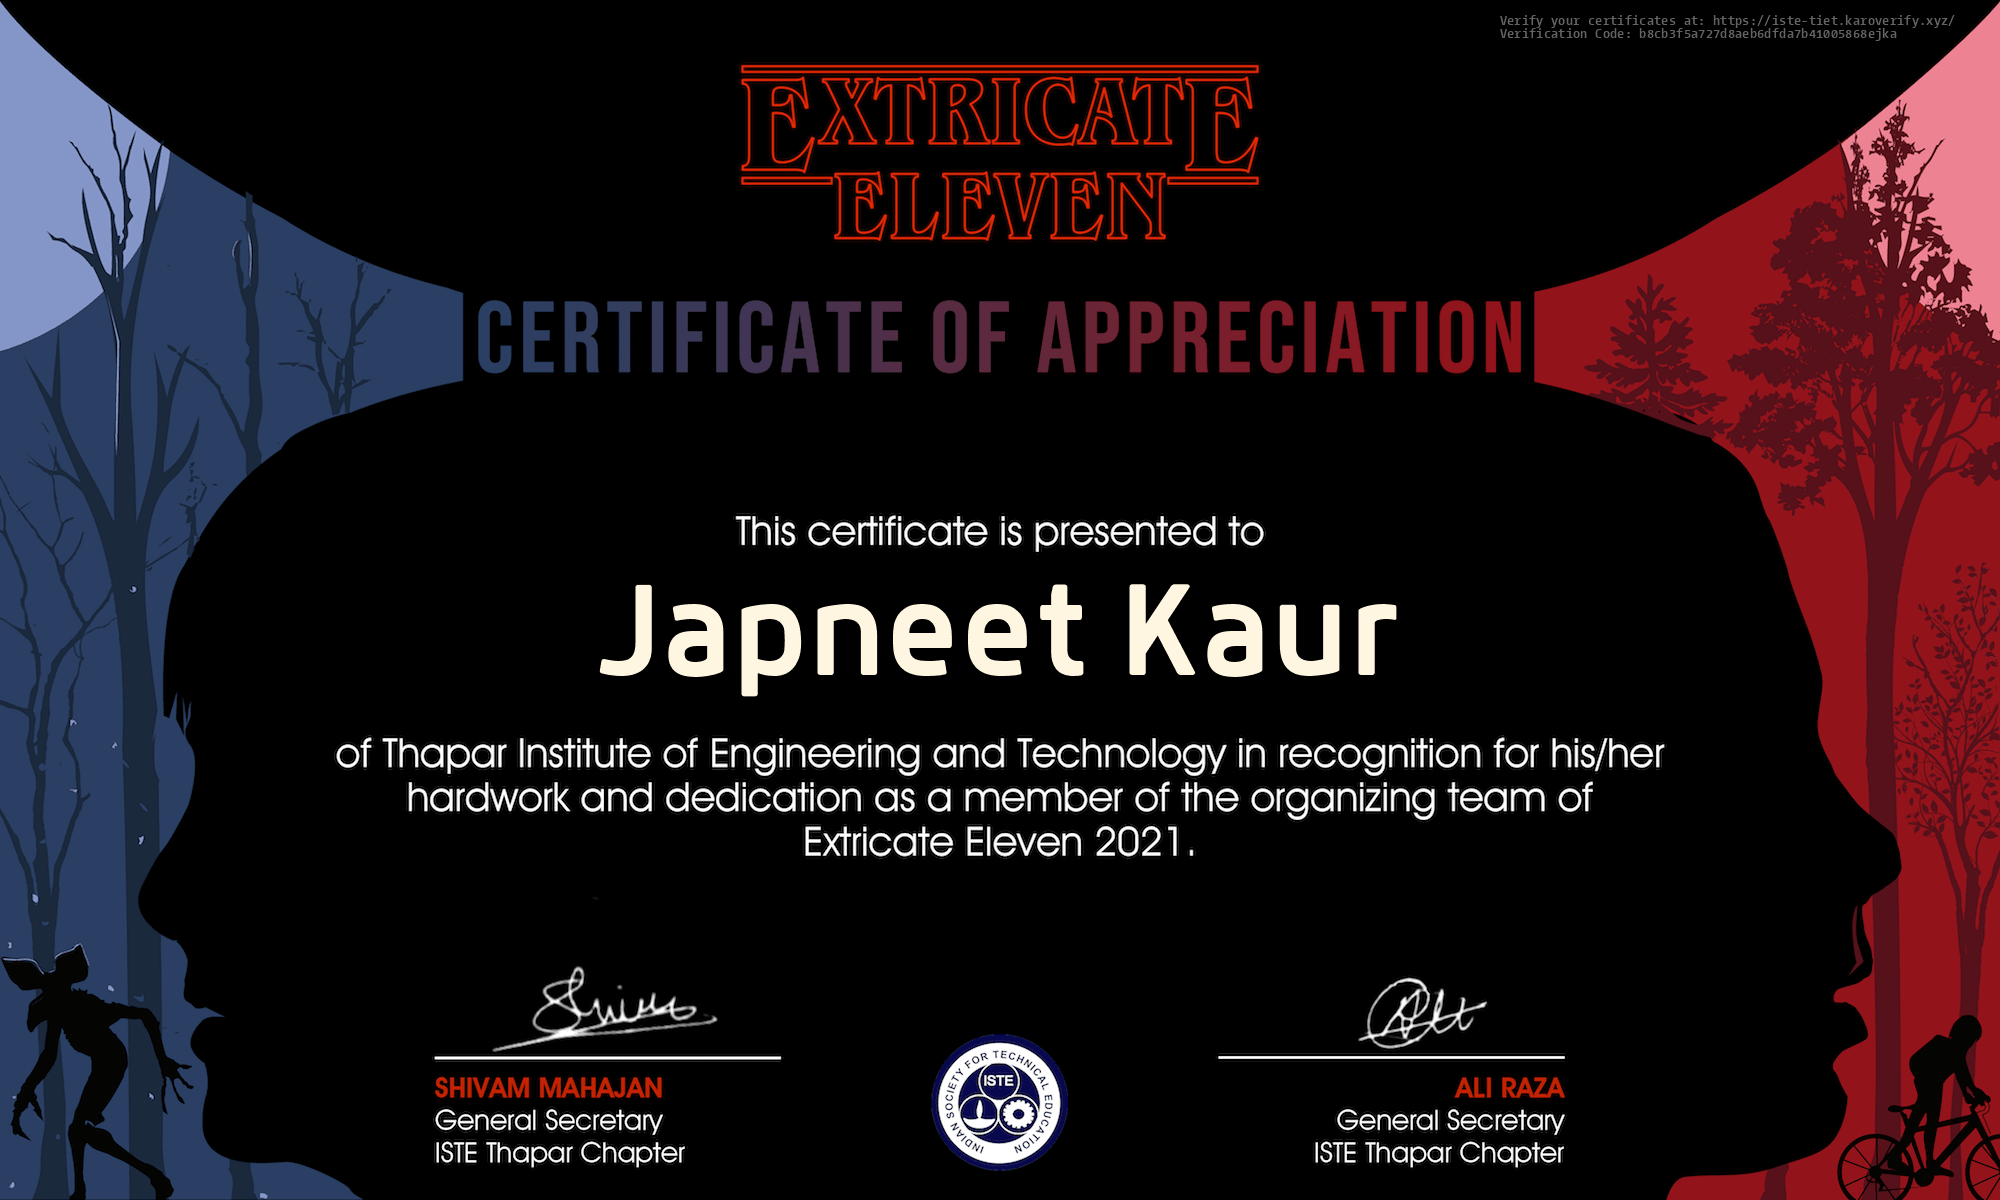 Verify your certificates at: https://iste-tiet.karoverify.xyz/
Verification Code: b8cb3f5a727d8aeb6dfda7b41005868ejka
EXTRICATE
ELEVEN
CERTIFICATE OF APPRECIATION
This certificate is presented to
Japneet Kaur
of Thapar Institute of Engineering and Technology in recognition for his/her
hardwork and dedication as a member of the organizing team of
Extricate Eleven 2021.
SHIVAM MAHAJAN
General Secretary
ISTE Thapar Chapter
INDIAN SOCIETY FOR TECHNICAL EDUCATION
ISTE
ALI RAZA
General Secretary
ISTE Thapar Chapter